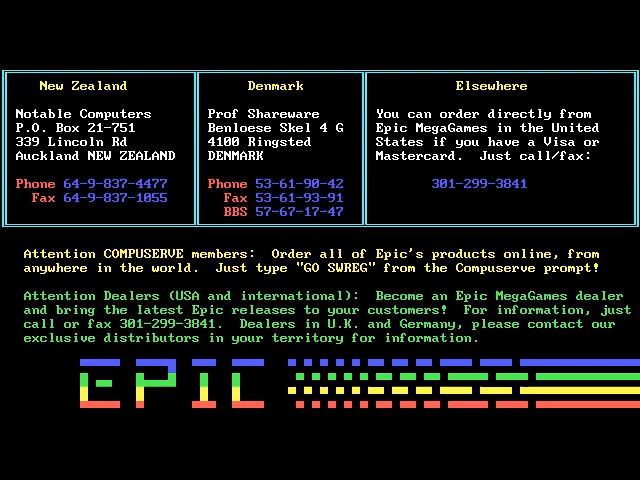 New Zealand
Notable Computers
P.O. Box 21-751
339 Lincoln Rd
Auckland NEW ZEALAND
Phone 64-9-837-4477
Fax 64-9-837-1055
Denmark
Prof Shareware
Benloese Skel 4 G
4100 Ringsted
DENMARK
Phone 53-61-90-42
Fax 53-61-93-91
BBS 57-67-17-47
Elsewhere
You can order directly from
Epic MegaGames in the United
States if you have a Visa or
Mastercard.  Just call/fax:
301-299-3841
Attention COMPUSERVE members:  Order all of Epic's products online, from
anywhere in the world.  Just type "GO SWREG" from the Compuserve prompt!
Attention Dealers (USA and international):  Become an Epic MegaGames dealer
and bring the latest Epic releases to your customers!  For information, just
call or fax 301-299-3841.  Dealers in U.K. and Germany, please contact our
exclusive distributors in your territory for information.
EPIC